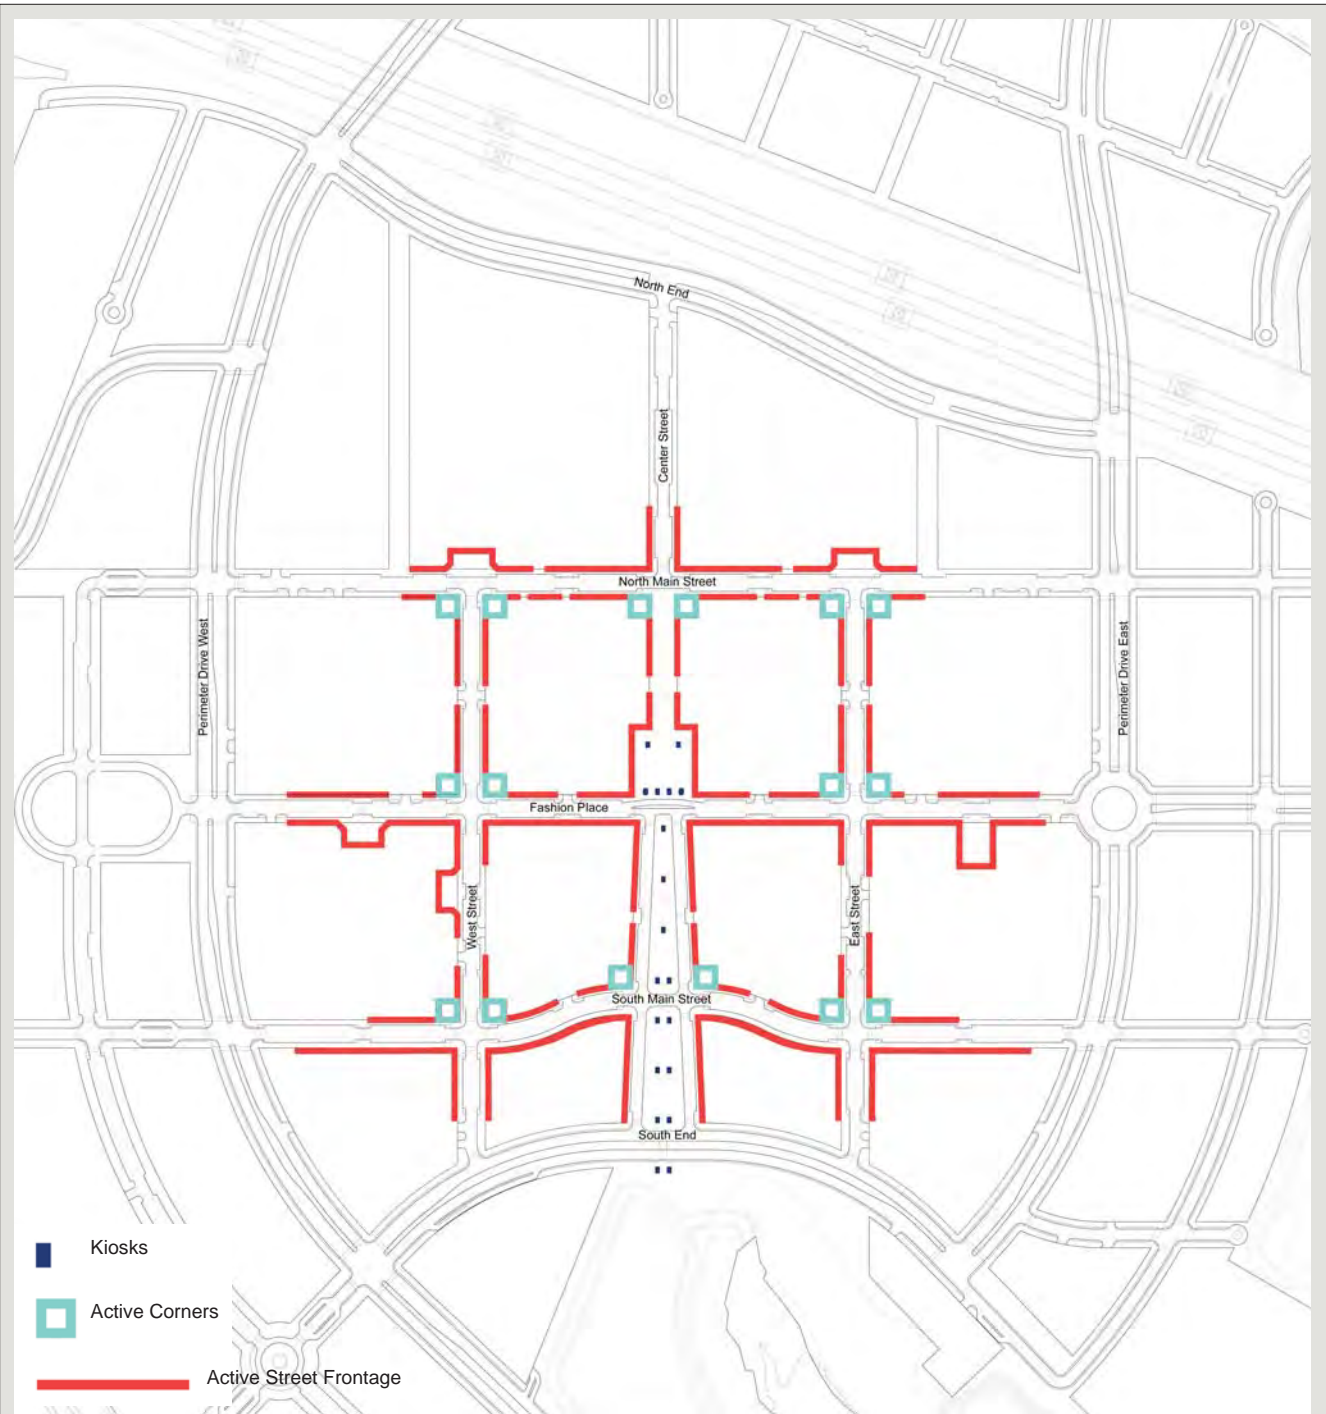 North End
Center Street
North Main Street
Perimeter Drive West
Perimeter Drive East
Fashion Place
West Street
East Street
South Main Street
South End
Kiosks
Active Corners
Active Street Frontage